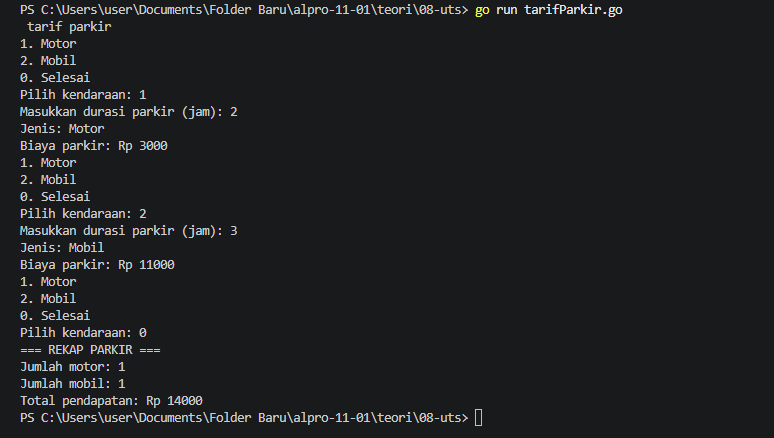 PS C:\Users\user\Documents\Folder Baru\alpro-11-01\teori\08-uts> go run tarifParkir.go
tarif parkir
1. Motor
2. Mobil
0. Selesai
Pilih kendaraan: 1
Masukkan durasi parkir (jam): 2
Jenis: Motor
Biaya parkir: Rp 3000
1. Motor
2. Mobil
0. Selesai
Pilih kendaraan: 2
Masukkan durasi parkir (jam): 3
Jenis: Mobil
Biaya parkir: Rp 11000
1. Motor
2. Mobil
0. Selesai
Pilih kendaraan: 0
=== REKAP PARKIR ===
Jumlah motor: 1
Jumlah mobil: 1
Total pendapatan: Rp 14000
PS C:\Users\user\Documents\Folder Baru\alpro-11-01\teori\08-uts>